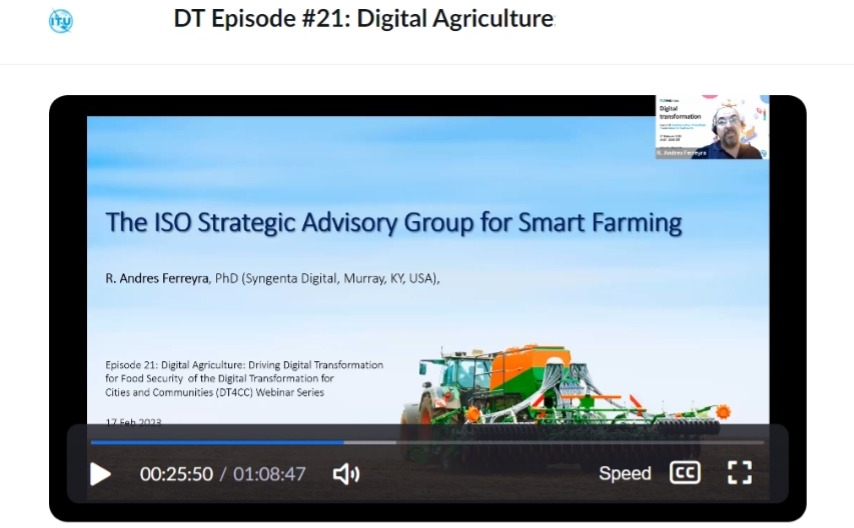 ITU
DT Episode #21: Digital Agriculture
Digital
transformation
R. Andres Ferreyra
The ISO Strategic Advisory Group for Smart Farming
R. Andres Ferreyra, PhD (Syngenta Digital, Murray, KY, USA),
Episode 21: Digital Agriculture: Driving Digital Transformation
for Food Security of the Digital Transformation for
Cities and Communities (DT4CC) Webinar Series
17 Feb 2023
00:25:50 / 01:08:47
Speed
CC